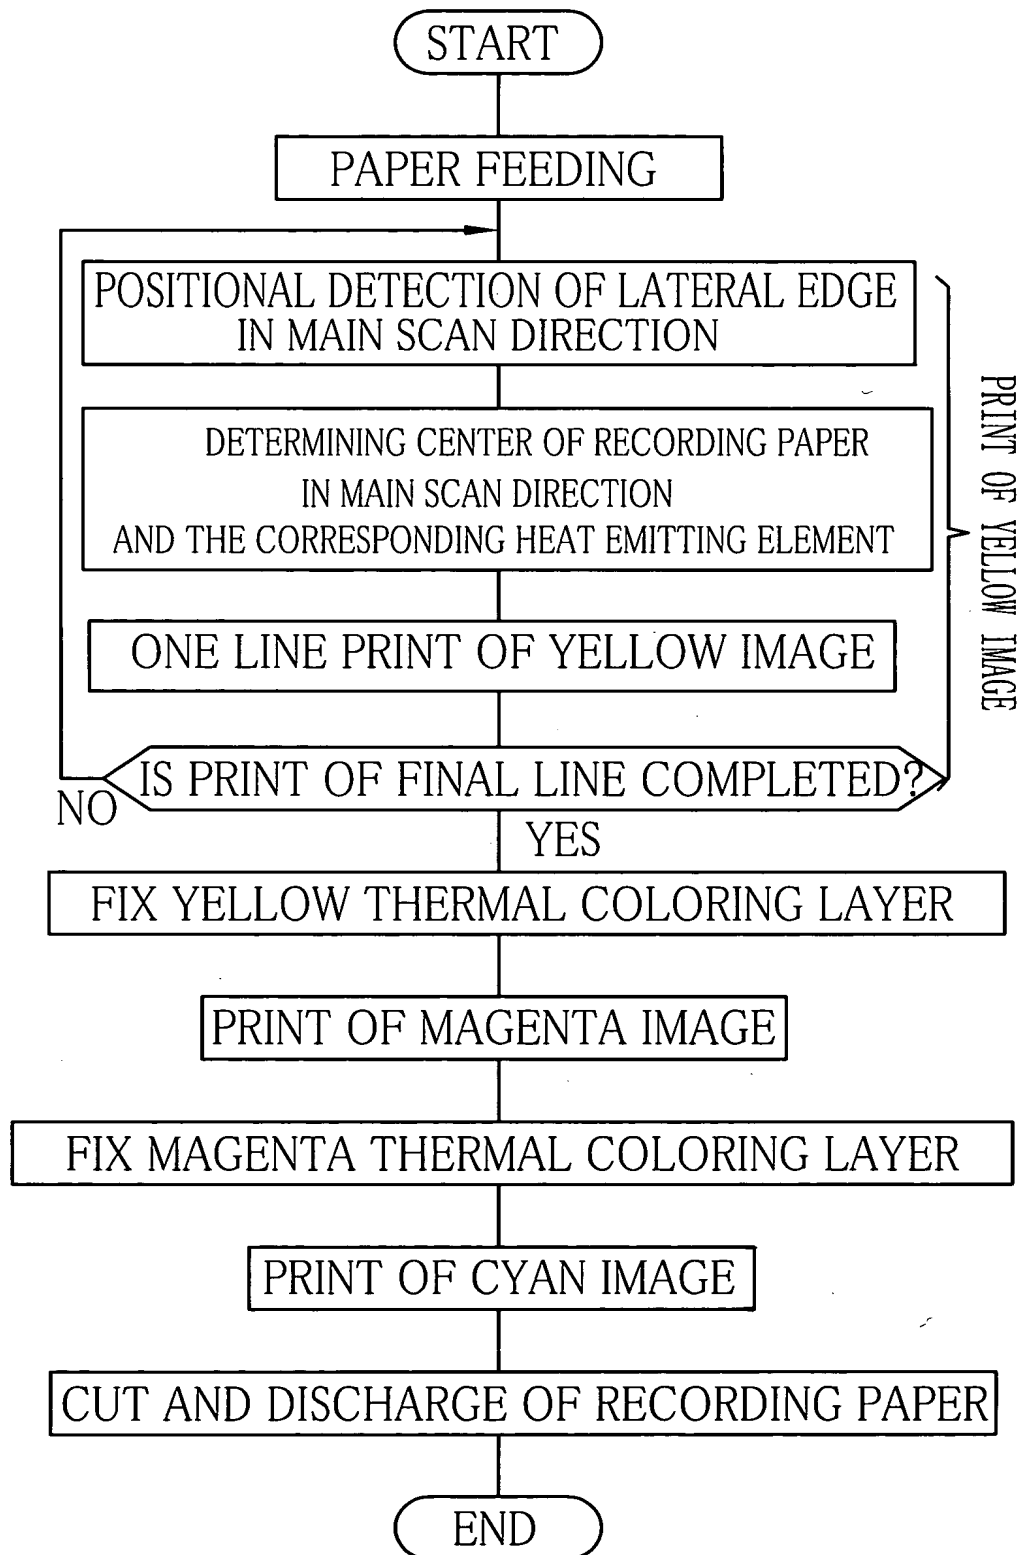 START
PAPER FEEDING
POSITIONAL DETECTION OF LATERAL EDGE
IN MAIN SCAN DIRECTION
DETERMINING CENTER OF RECORDING PAPER
IN MAIN SCAN DIRECTION
AND THE CORRESPONDING HEAT EMITTING ELEMENT
ONE LINE PRINT OF YELLOW IMAGE
IS PRINT OF FINAL LINE COMPLETED?
NO
YES
PRINT OF YELLOW IMAGE
FIX YELLOW THERMAL COLORING LAYER
PRINT OF MAGENTA IMAGE
FIX MAGENTA THERMAL COLORING LAYER
PRINT OF CYAN IMAGE
CUT AND DISCHARGE OF RECORDING PAPER
END